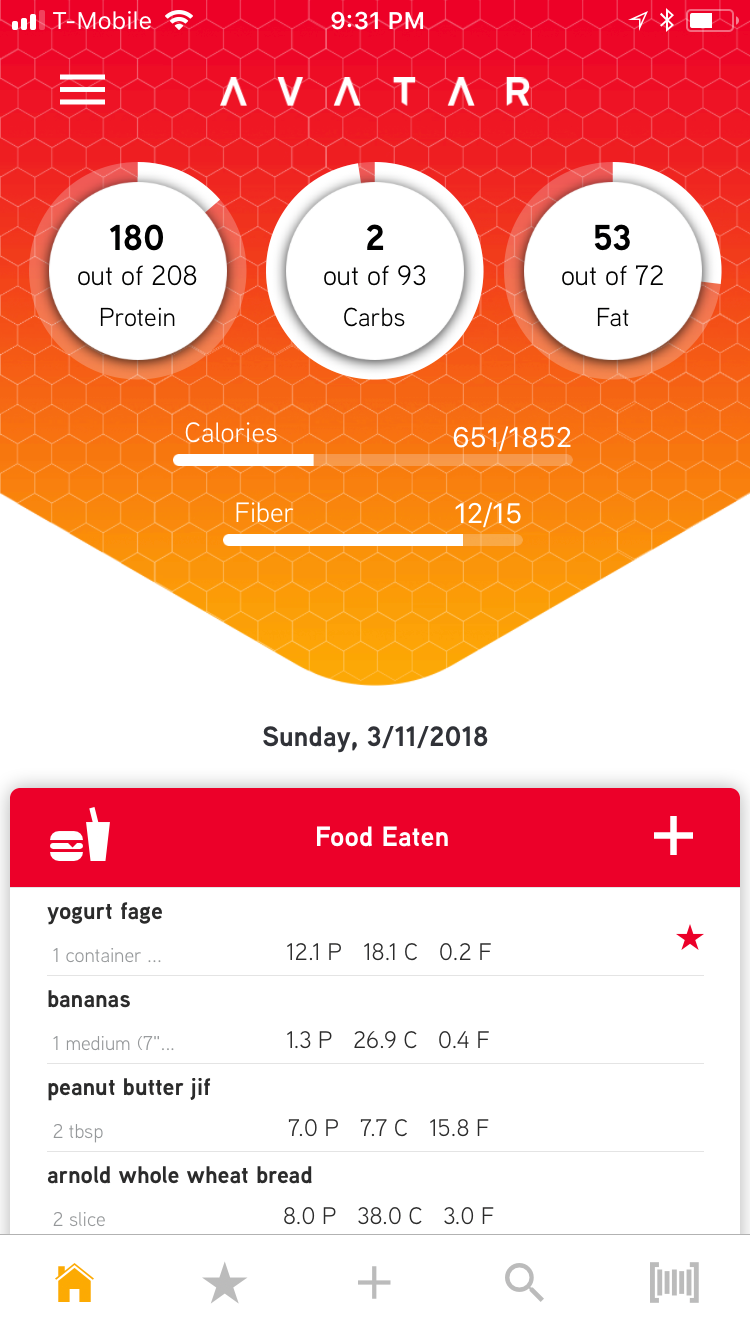 T-Mobile 9:31 PM
AVATAR
180 2 53
out of 208 out of 93 out of 72
Protein Carbs Fat
Calories 651/1852
Fiber 12/15
Sunday, 3/11/2018
Food Eaten
yogurt fage
1 container ... 12.1 P 18.1 C 0.2 F
bananas
1 medium (7"... 1.3 P 26.9 C 0.4 F
peanut butter jif
2 tbsp 7.0 P 7.7 C 15.8 F
arnold whole wheat bread
2 slice 8.0 P 38.0 C 3.0 F